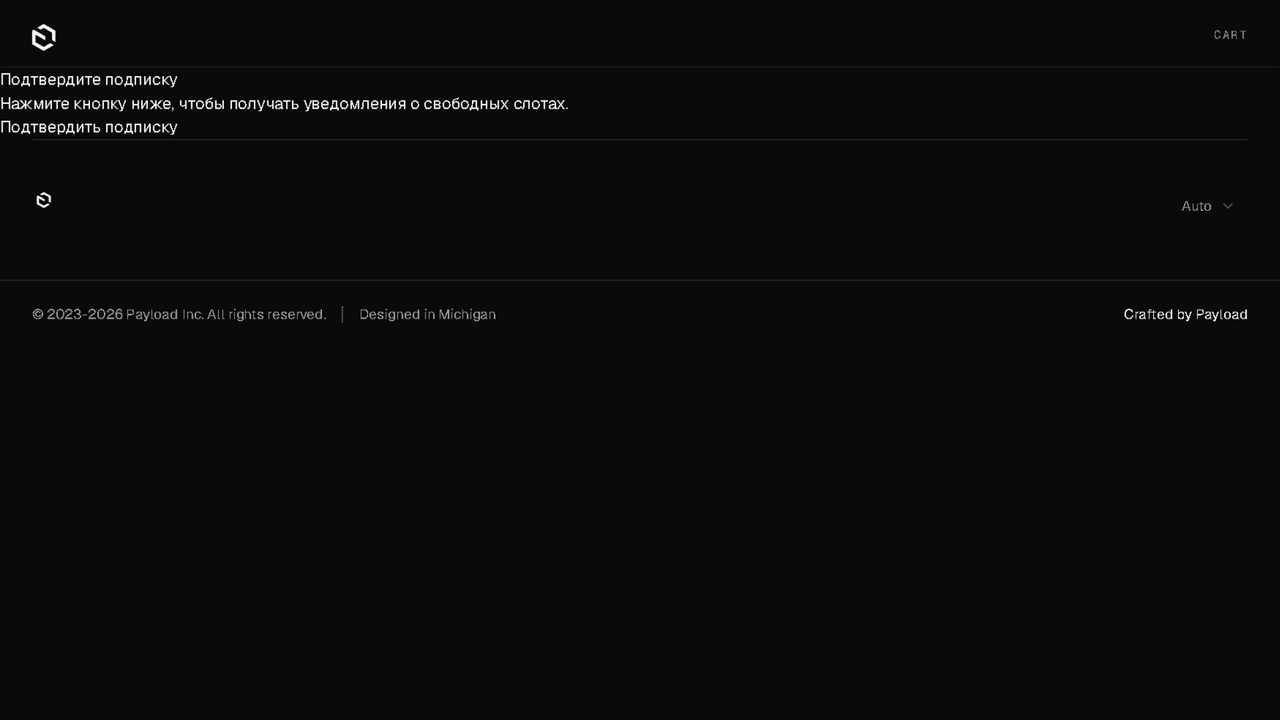 CART
Подтвердите подписку
Нажмите кнопку ниже, чтобы получать уведомления о свободных слотах.
Подтвердить подписку
Auto
© 2023-2026 Payload Inc. All rights reserved. | Designed in Michigan
Crafted by Payload